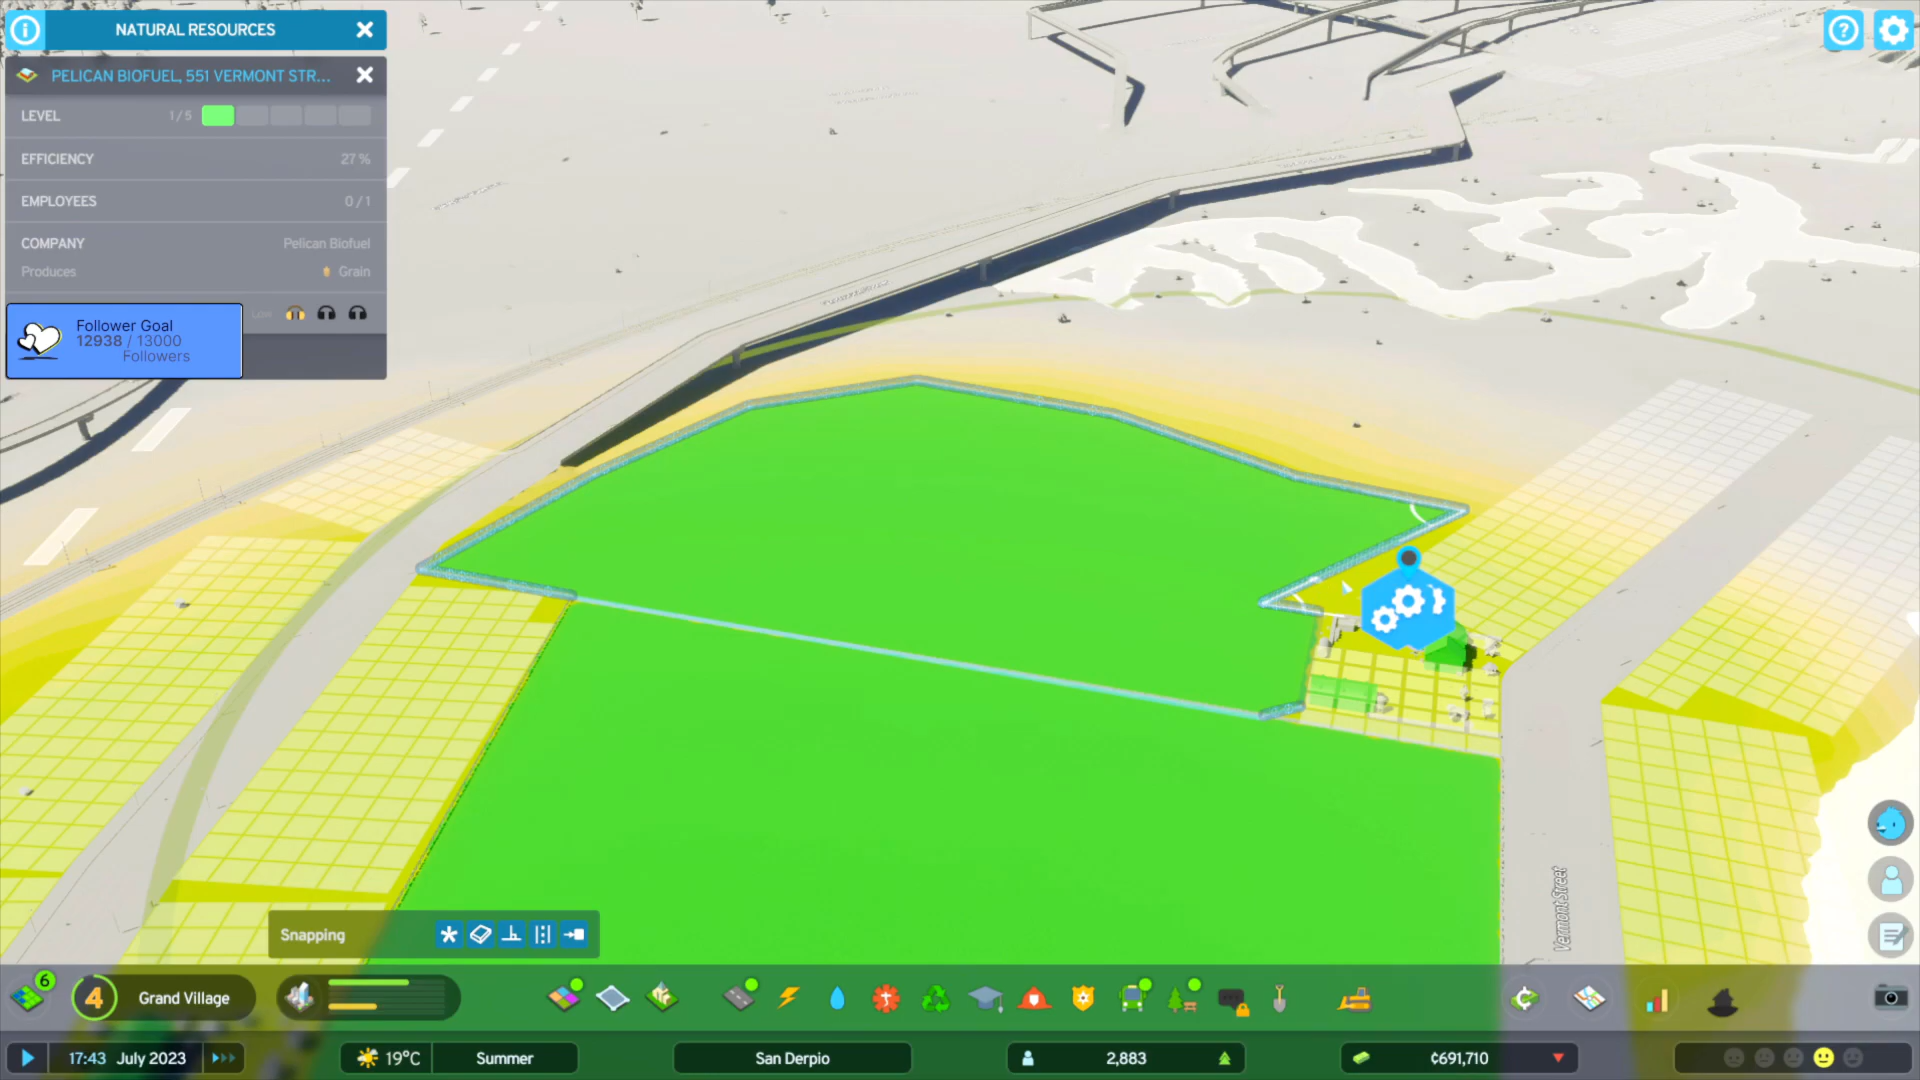 NATURAL RESOURCES
PELICAN BIOFUEL, 551 VERMONT STR...
LEVEL 1/5
EFFICIENCY 27 %
EMPLOYEES 0/1
COMPANY Pelican Biofuel
Produces Grain
Low
Follower Goal
12938 / 13000
Followers
Vermont Street
Snapping
6
4 Grand Village
17:43 July 2023
19°C
Summer
San Derpio
2,883
¢691,710